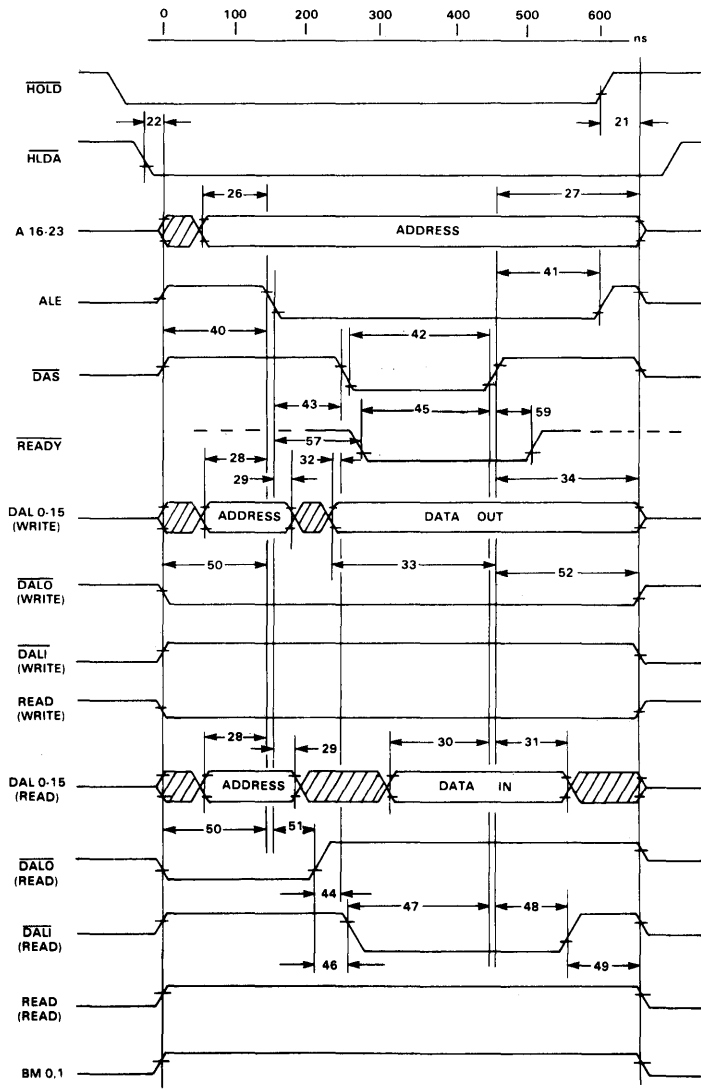 0 100 200 300 400 500 600
ns
HOLD
22 21
HLDA
26 27
A 16-23 ADDRESS
41
ALE
40 42
DAS
43 45 59
57
READY
28 32
29 34
DAL 0-15
(WRITE)
ADDRESS DATA OUT
50 33 52
DALO
(WRITE)
DALI
(WRITE)
READ
(WRITE)
28 29 30 31
DAL 0-15
(READ)
ADDRESS DATA IN
50 51
DALO
(READ)
44 47 48
DALI
(READ)
46 49
READ
(READ)
BM 0,1